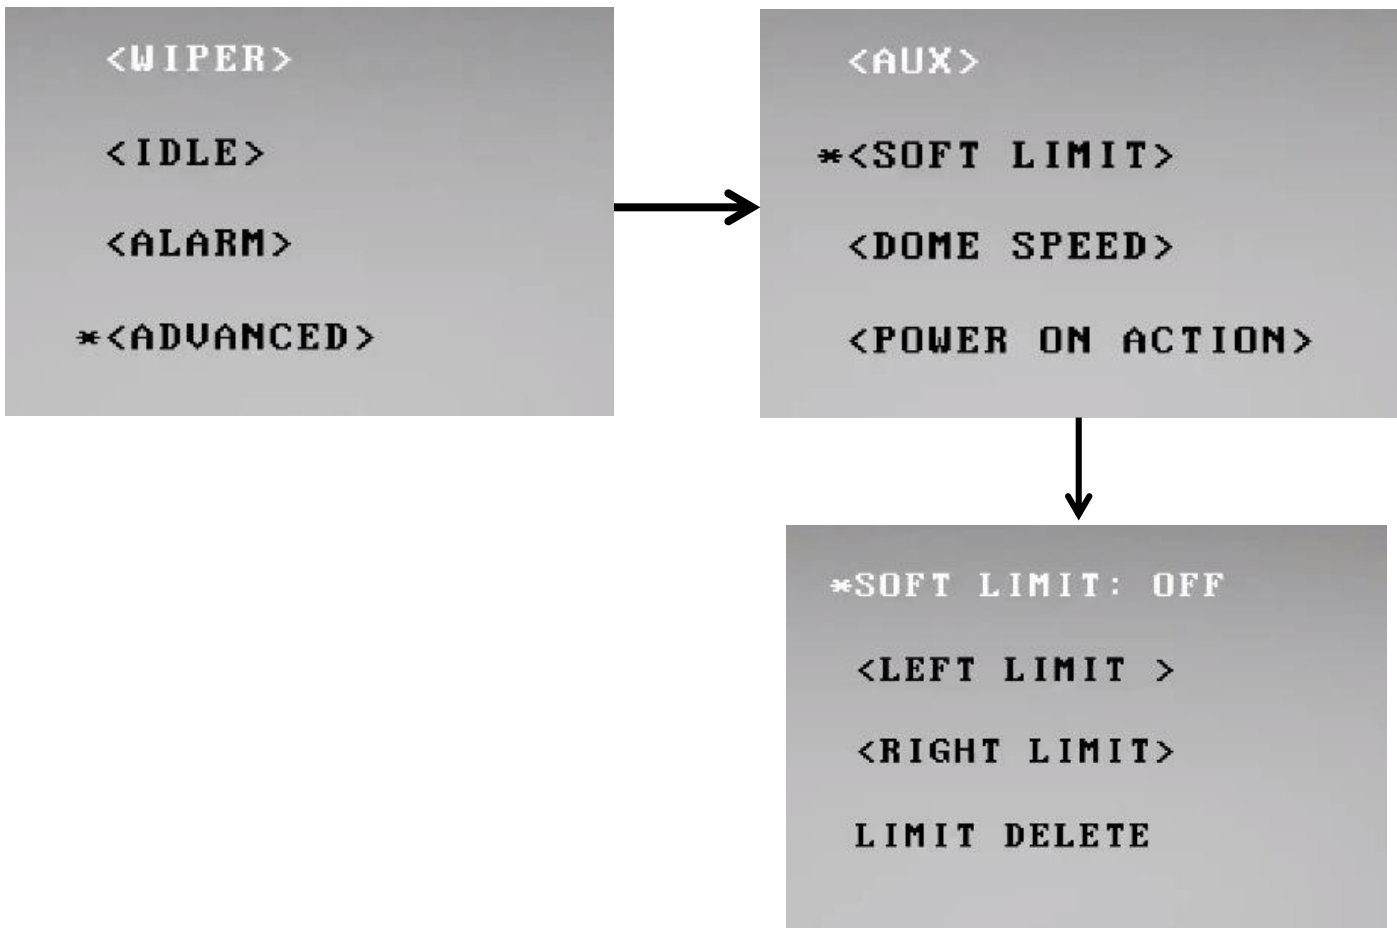 <WIPER>
<IDLE>
<ALARM>
*<ADVANCED>
<AUX>
*<SOFT LIMIT>
<DOME SPEED>
<POWER ON ACTION>
*SOFT LIMIT: OFF
<LEFT LIMIT >
<RIGHT LIMIT>
LIMIT DELETE